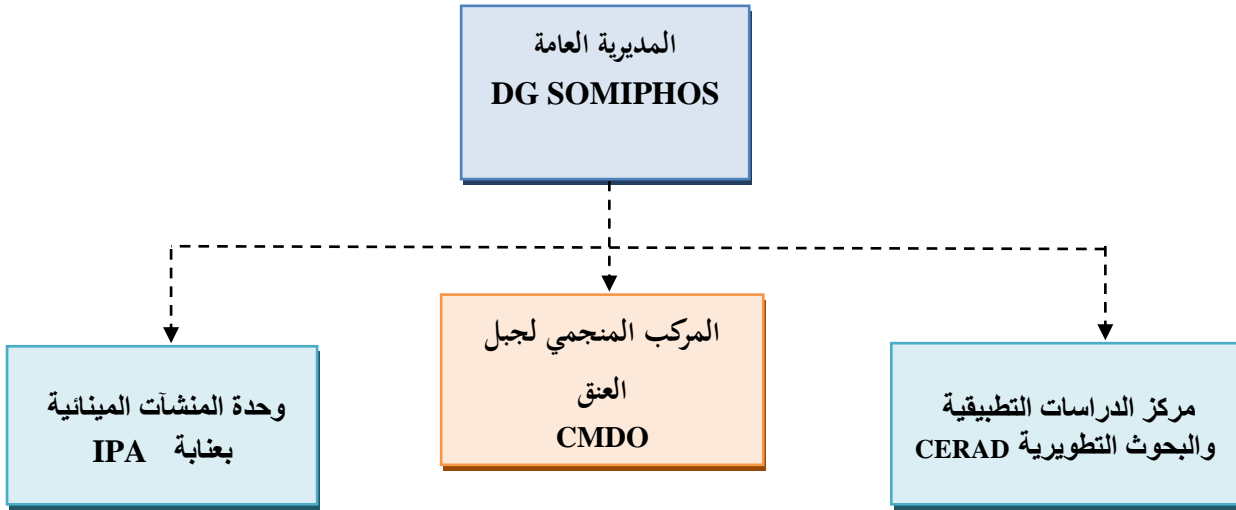 المديرية العامة
DG SOMIPHOS
المركب المنجمي لجبل
العنق
CMDO
مركز الدراسات التطبيقية
والبحوث التطويرية CERAD
وحدة المنشآت المينائية
بعنابة IPA